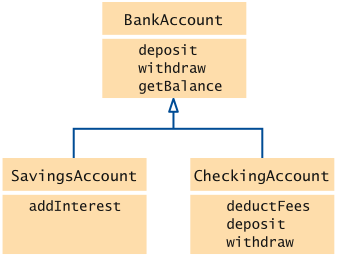 BankAccount
deposit
withdraw
getBalance
SavingsAccount
addInterest
CheckingAccount
deductFees
deposit
withdraw